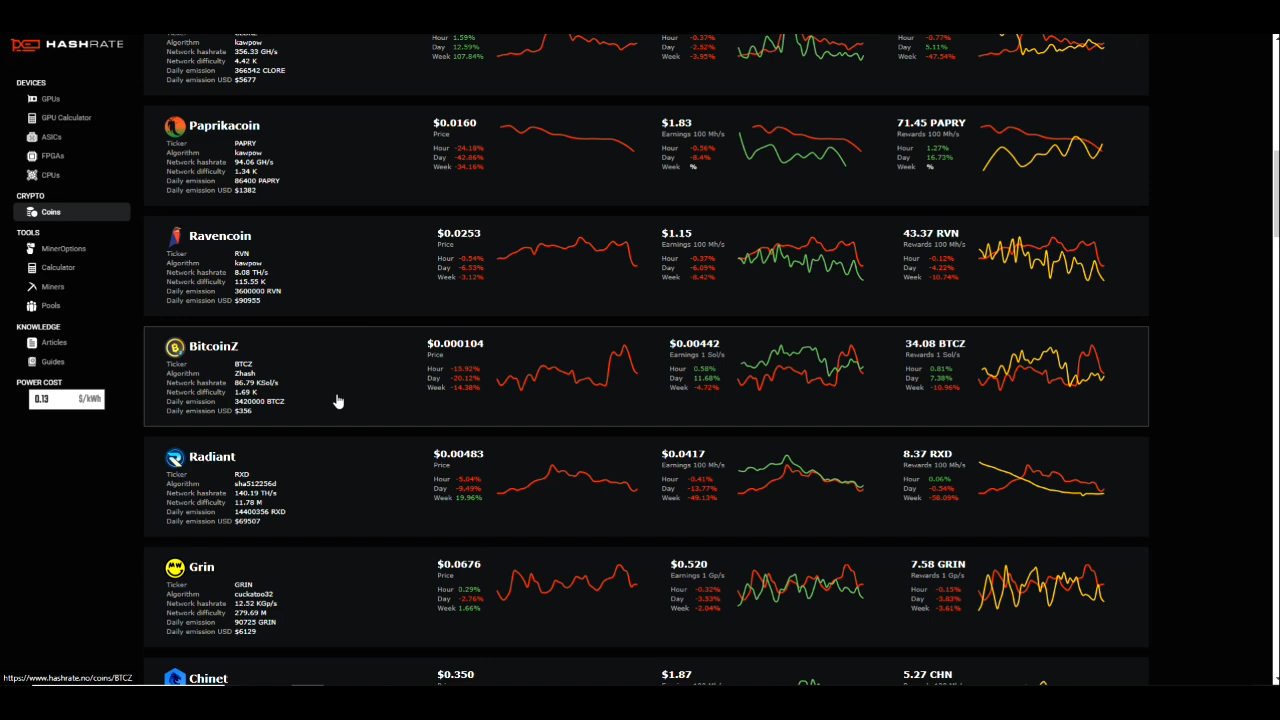 HASHRATE
DEVICES
GPUs
GPU Calculator
ASICs
FPGAs
CPUs
CRYPTO
Coins
TOOLS
MinerOptions
Calculator
Miners
Pools
KNOWLEDGE
Articles
Guides
POWER COST
0.13 $/kWh
Algorithm kawpow
Network hashrate 356.33 GH/s
Network difficulty 4.42 K
Daily emission 366542 CLORE
Daily emission USD $5677
Hour 1.59%
Day 12.59%
Week 107.84%
Hour -0.37%
Day -2.52%
Week -3.95%
Hour -0.77%
Day 5.11%
Week -47.54%
Paprikacoin
Ticker PAPRY
Algorithm kawpow
Network hashrate 94.06 GH/s
Network difficulty 1.34 K
Daily emission 86400 PAPRY
Daily emission USD $1382
$0.0160
Price
Hour -24.18%
Day -42.86%
Week -34.16%
$1.83
Earnings 100 Mh/s
Hour -0.56%
Day -8.4%
Week %
71.45 PAPRY
Rewards 100 Mh/s
Hour 1.27%
Day 16.73%
Week %
Ravencoin
Ticker RVN
Algorithm kawpow
Network hashrate 8.08 TH/s
Network difficulty 115.55 K
Daily emission 3600000 RVN
Daily emission USD $90955
$0.0253
Price
Hour -0.54%
Day -6.53%
Week -3.12%
$1.15
Earnings 100 Mh/s
Hour -0.37%
Day -6.09%
Week -8.42%
43.37 RVN
Rewards 100 Mh/s
Hour -0.12%
Day -4.22%
Week -10.74%
BitcoinZ
Ticker BTCZ
Algorithm Zhash
Network hashrate 86.79 KSol/s
Network difficulty 1.69 K
Daily emission 3420000 BTCZ
Daily emission USD $356
$0.000104
Price
Hour -15.92%
Day -20.12%
Week -14.38%
$0.00442
Earnings 1 Sol/s
Hour 0.58%
Day 11.68%
Week -4.72%
34.08 BTCZ
Rewards 1 Sol/s
Hour 0.81%
Day 7.38%
Week -10.96%
Radiant
Ticker RXD
Algorithm sha512256d
Network hashrate 140.19 TH/s
Network difficulty 11.78 M
Daily emission 14400356 RXD
Daily emission USD $69507
$0.00483
Price
Hour -5.04%
Day -9.49%
Week 19.96%
$0.0417
Earnings 100 Mh/s
Hour -0.41%
Day -13.77%
Week -49.13%
8.37 RXD
Rewards 100 Mh/s
Hour 0.06%
Day -0.54%
Week -58.09%
Grin
Ticker GRIN
Algorithm cuckatoo32
Network hashrate 12.52 KGp/s
Network difficulty 279.69 M
Daily emission 90725 GRIN
Daily emission USD $6129
$0.0676
Price
Hour 0.29%
Day -2.76%
Week 1.66%
$0.520
Earnings 1 Gp/s
Hour -0.32%
Day -3.53%
Week -2.04%
7.58 GRIN
Rewards 1 Gp/s
Hour -0.15%
Day -3.83%
Week -3.61%
Chinet
$0.350
$1.87
5.27 CHN
https://www.hashrate.no/coins/BTCZ